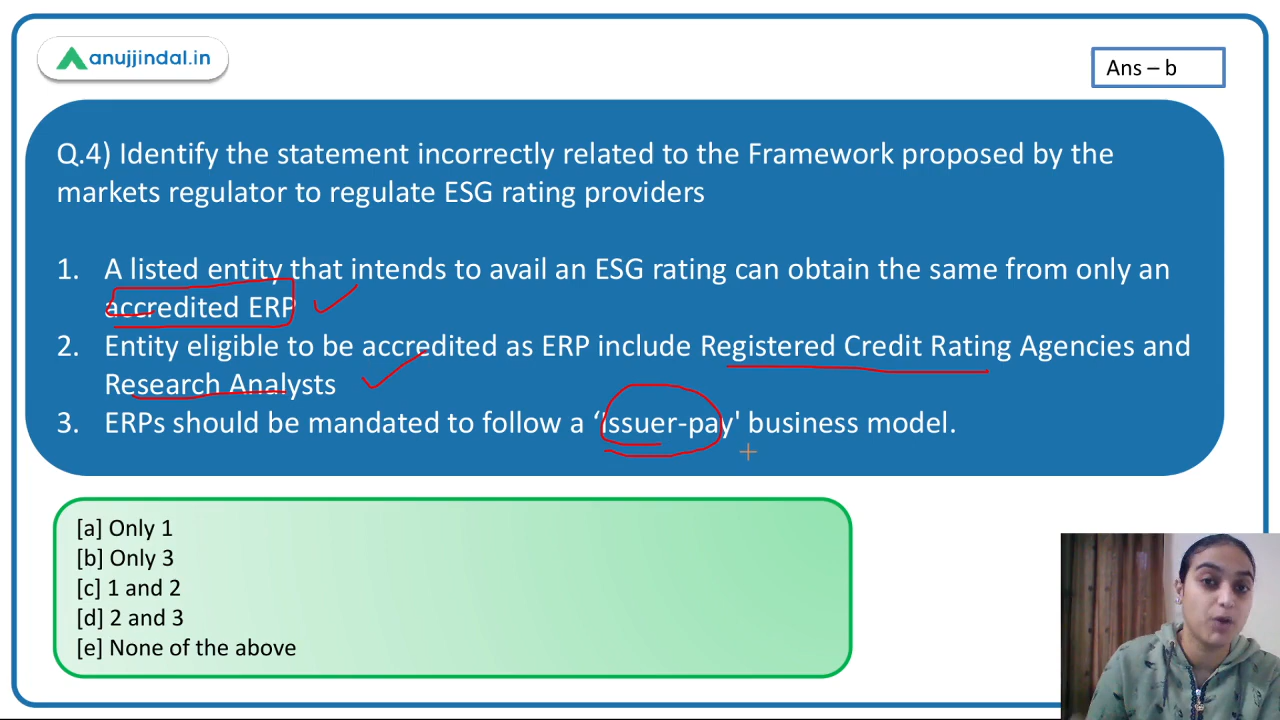 anujjindal.in
Ans – b
Q.4) Identify the statement incorrectly related to the Framework proposed by the
markets regulator to regulate ESG rating providers
1. A listed entity that intends to avail an ESG rating can obtain the same from only an
accredited ERP
2. Entity eligible to be accredited as ERP include Registered Credit Rating Agencies and
Research Analysts
3. ERPs should be mandated to follow a ‘Issuer-pay' business model.
[a] Only 1
[b] Only 3
[c] 1 and 2
[d] 2 and 3
[e] None of the above